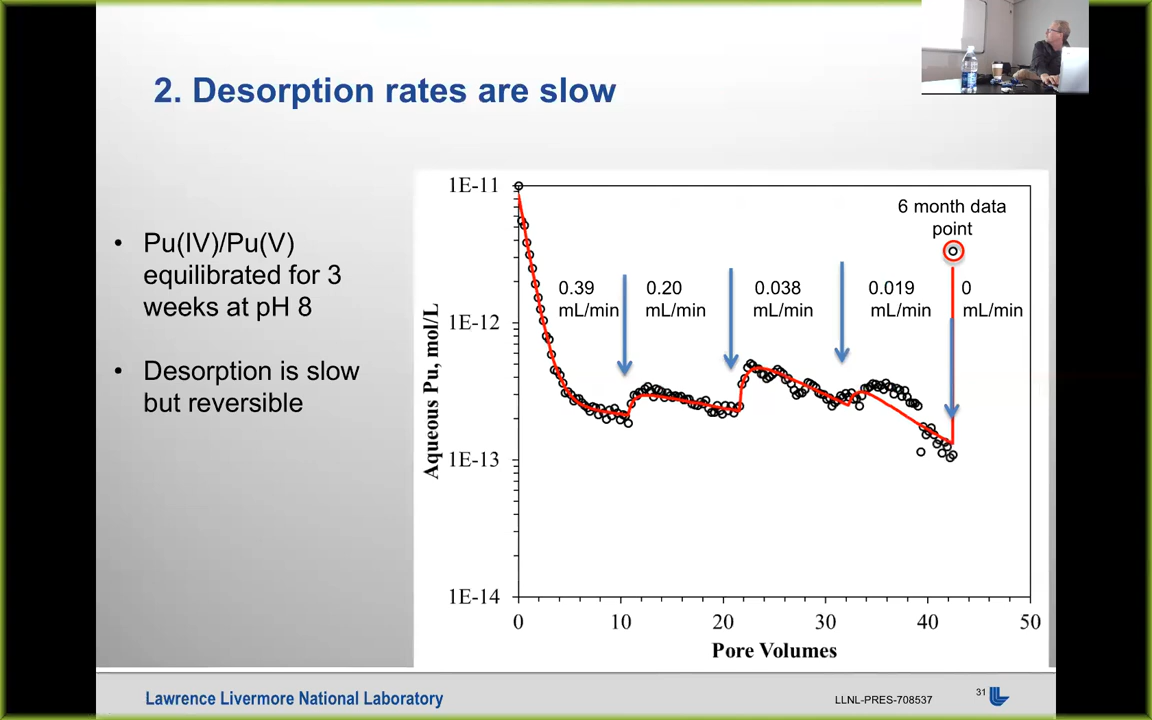 2. Desorption rates are slow
• Pu(IV)/Pu(V)
equilibrated for 3
weeks at pH 8
• Desorption is slow
but reversible
Aqueous Pu, mol/L
1E-11
1E-12
1E-13
1E-14
6 month data
point
0.39
mL/min
0.20
mL/min
0.038
mL/min
0.019
mL/min
0
mL/min
0 10 20 30 40 50
Pore Volumes
Lawrence Livermore National Laboratory
LLNL-PRES-708537
31